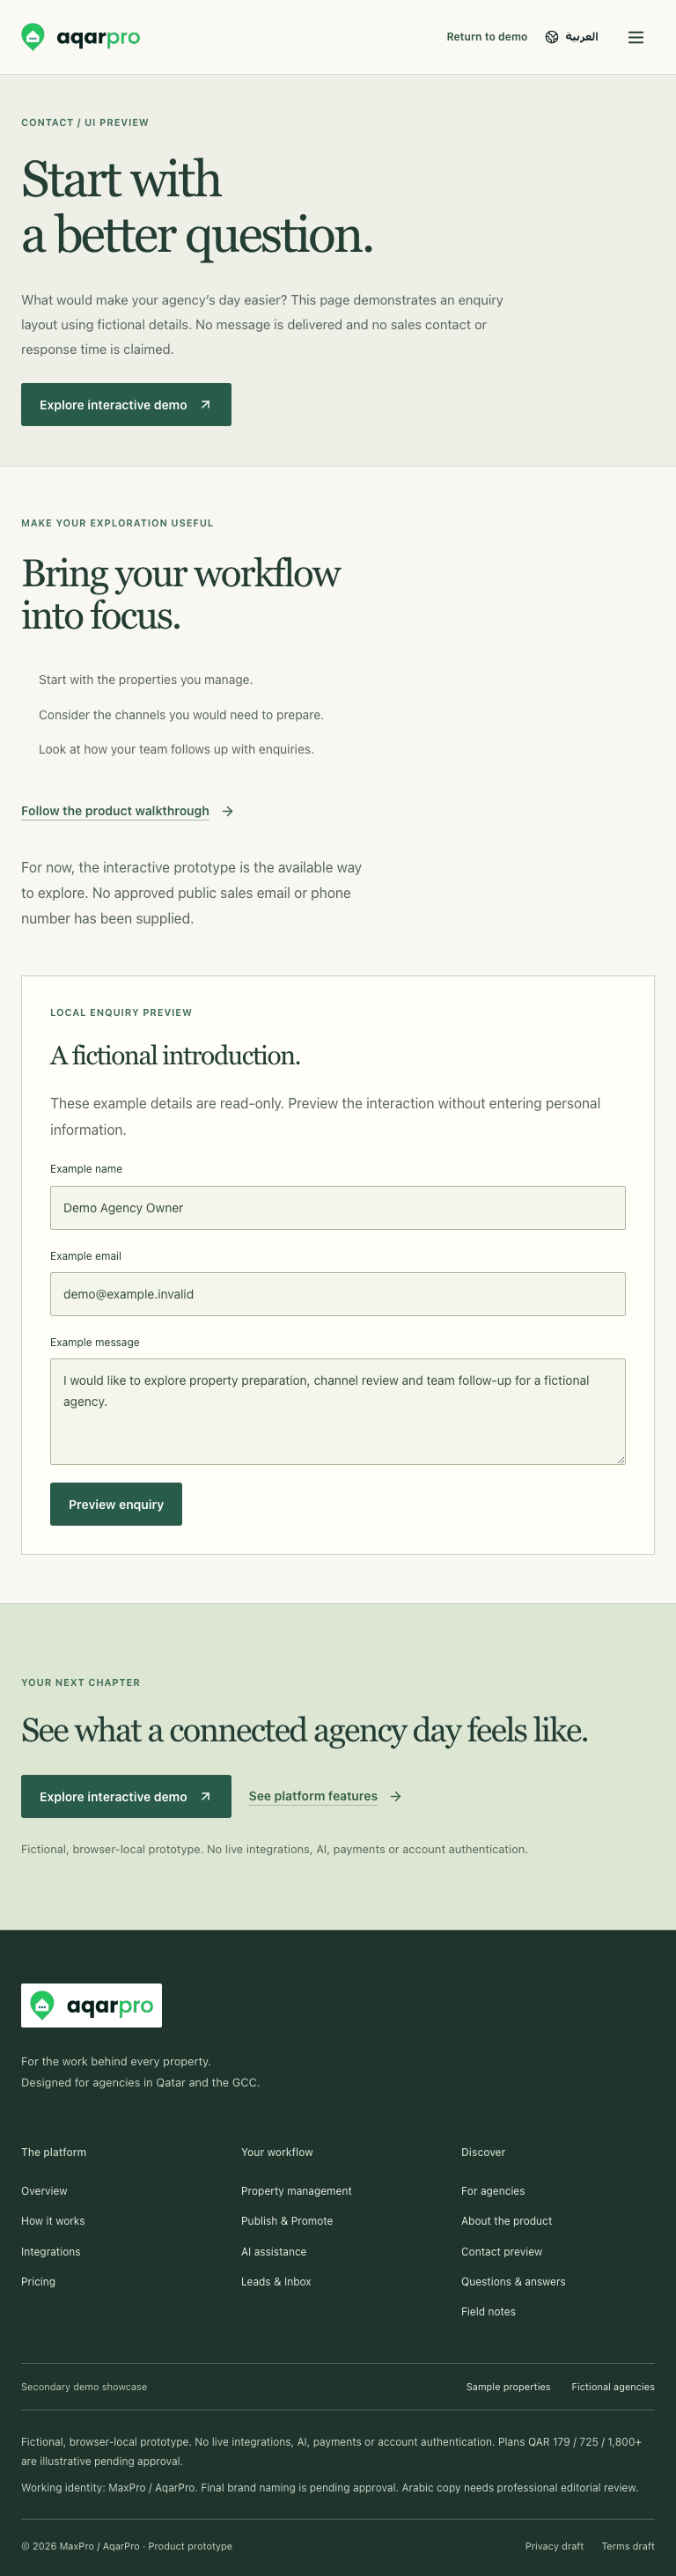 aqarpro
Return to demo
العربية
CONTACT / UI PREVIEW
Start with
a better question.
What would make your agency’s day easier? This page demonstrates an enquiry
layout using fictional details. No message is delivered and no sales contact or
response time is claimed.
Explore interactive demo
MAKE YOUR EXPLORATION USEFUL
Bring your workflow
into focus.
Start with the properties you manage.
Consider the channels you would need to prepare.
Look at how your team follows up with enquiries.
Follow the product walkthrough
For now, the interactive prototype is the available way
to explore. No approved public sales email or phone
number has been supplied.
LOCAL ENQUIRY PREVIEW
A fictional introduction.
These example details are read-only. Preview the interaction without entering personal
information.
Example name
Demo Agency Owner
Example email
demo@example.invalid
Example message
I would like to explore property preparation, channel review and team follow-up for a fictional
agency.
Preview enquiry
YOUR NEXT CHAPTER
See what a connected agency day feels like.
Explore interactive demo
See platform features
Fictional, browser-local prototype. No live integrations, AI, payments or account authentication.
aqarpro
For the work behind every property.
Designed for agencies in Qatar and the GCC.
The platform
Overview
How it works
Integrations
Pricing
Your workflow
Property management
Publish & Promote
AI assistance
Leads & Inbox
Discover
For agencies
About the product
Contact preview
Questions & answers
Field notes
Secondary demo showcase
Sample properties
Fictional agencies
Fictional, browser-local prototype. No live integrations, AI, payments or account authentication. Plans QAR 179 / 725 / 1,800+
are illustrative pending approval.
Working identity: MaxPro / AqarPro. Final brand naming is pending approval. Arabic copy needs professional editorial review.
© 2026 MaxPro / AqarPro · Product prototype
Privacy draft
Terms draft